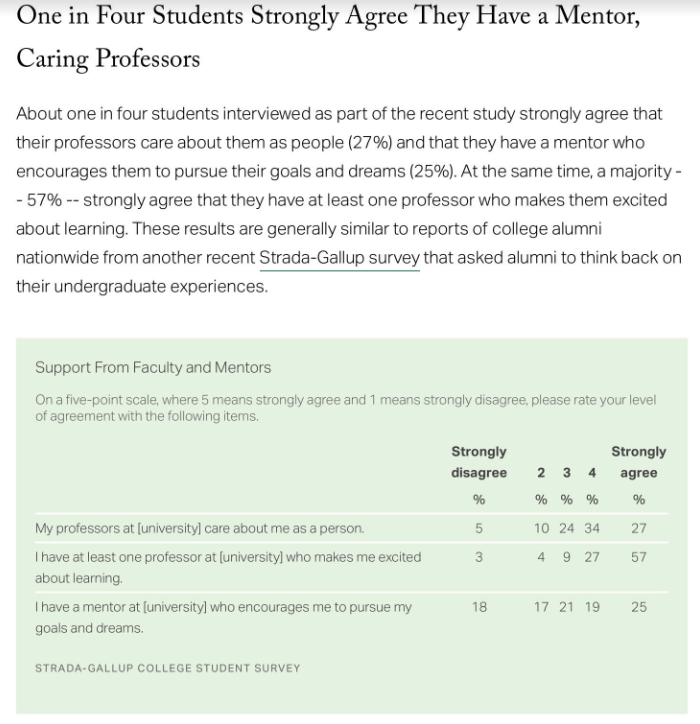 One in Four Students Strongly Agree They Have a Mentor,
Caring Professors
About one in four students interviewed as part of the recent study strongly agree that
their professors care about them as people (27%) and that they have a mentor who
encourages them to pursue their goals and dreams (25%). At the same time, a majority -
- 57% -- strongly agree that they have at least one professor who makes them excited
about learning. These results are generally similar to reports of college alumni
nationwide from another recent Strada-Gallup survey that asked alumni to think back on
their undergraduate experiences.
Support From Faculty and Mentors
On a five-point scale, where 5 means strongly agree and 1 means strongly disagree, please rate your level
of agreement with the following items.
Strongly Strongly
disagree 2 3 4 agree
% % % % %
My professors at [university] care about me as a person. 5 10 24 34 27
I have at least one professor at [university] who makes me excited 3 4 9 27 57
about learning.
I have a mentor at [university] who encourages me to pursue my 18 17 21 19 25
goals and dreams.
STRADA-GALLUP COLLEGE STUDENT SURVEY